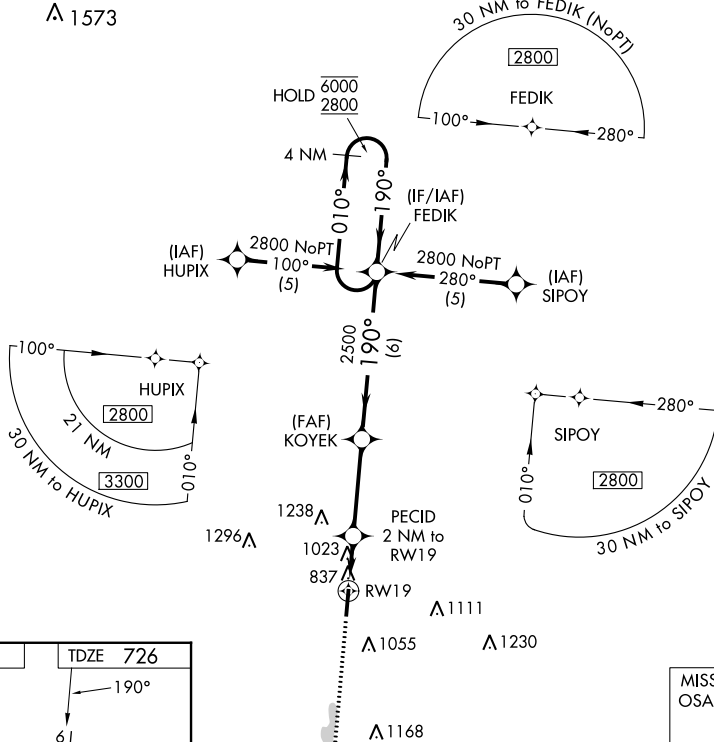 1573
30 NM to FEDIK (NoPT)
2800
FEDIK
100°
280°
HOLD 6000
2800
4 NM
010°
190°
(IF/IAF)
FEDIK
(IAF)
HUPIX
2800 NoPT
100°
(5)
2800 NoPT
280°
(5)
(IAF)
SIPOY
2500
190°
(6)
100°
HUPIX
2800
21 NM
3300
30 NM to HUPIX
010°
280°
SIPOY
2800
010°
30 NM to SIPOY
(FAF)
KOYEK
1238
1296
PECID
2 NM to
RW19
1023
837
RW19
1111
1055
1230
1168
TDZE 726
190°
61
MISS
OSA